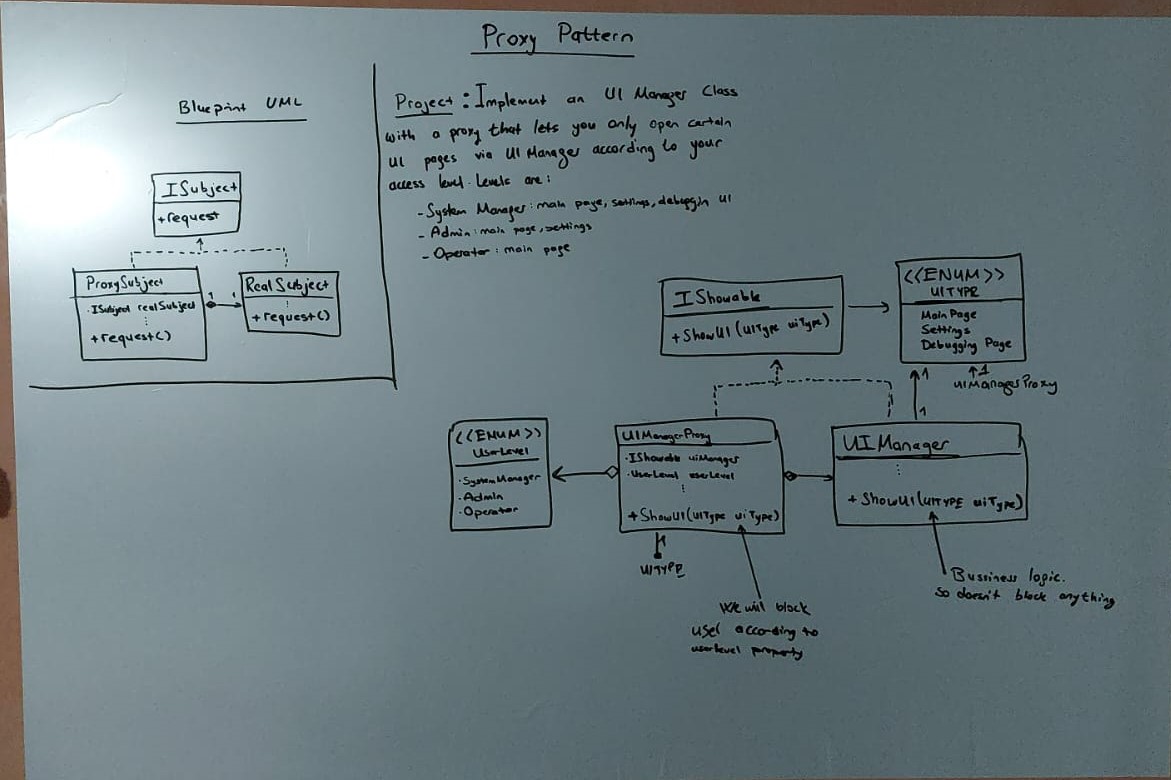 Proxy Pattern
Blueprint UML
ISubject
+request
ProxySubject
·ISubject realSubject
+request()
1
1
RealSubject
+request()
Project: Implement an UI Manager Class
with a proxy that lets you only open certain
UI pages via UI Manager according to your
access level. Levels are:
- System Manager: main page, settings, debuggin UI
- Admin: main page, settings
- Operator: main page
IShowable
+ShowUI(UIType uiType)
<<ENUM>>
UITYPE
Main Page
Settings
Debugging Page
1
1
1
UIManagerProxy
<<ENUM>>
UserLevel
·SystemManager
·Admin
·Operator
UIManagerProxy
·IShowable uiManager
·UserLevel userLevel
+ShowUI(UIType uiType)
UIManager
+ShowUI(UITYPE uiType)
1
UITYPE
We will block
user according to
userlevel property
Bussiness logic.
So doesn't block anything